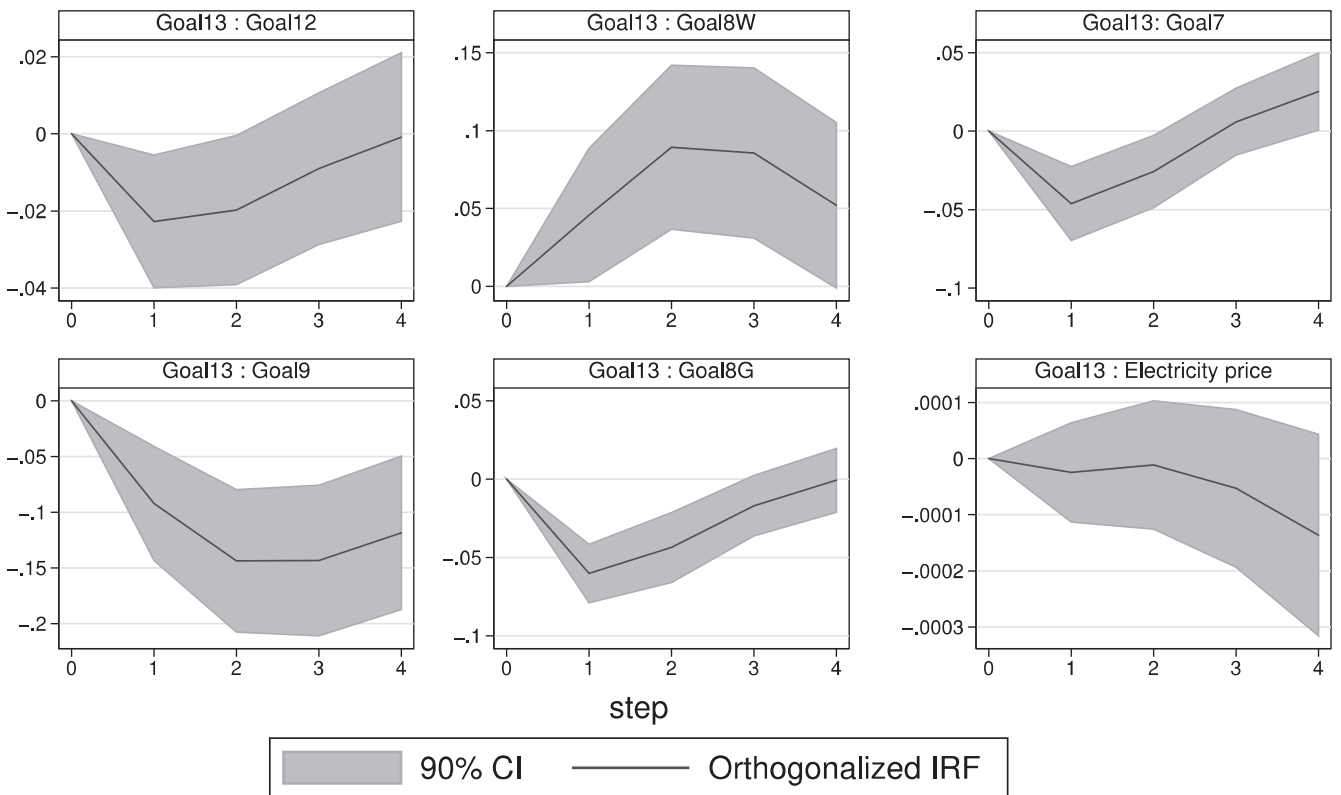 Goal13 : Goal12
.02
0
−.02
−.04
0 1 2 3 4
Goal13 : Goal8W
.15
.1
.05
0
0 1 2 3 4
Goal13: Goal7
.05
0
−.05
−.1
0 1 2 3 4
Goal13 : Goal9
0
−.05
−.1
−.15
−.2
0 1 2 3 4
Goal13 : Goal8G
.05
0
−.05
−.1
0 1 2 3 4
Goal13 : Electricity price
.0001
0
−.0001
−.0002
−.0003
0 1 2 3 4
step
90% CI
Orthogonalized IRF